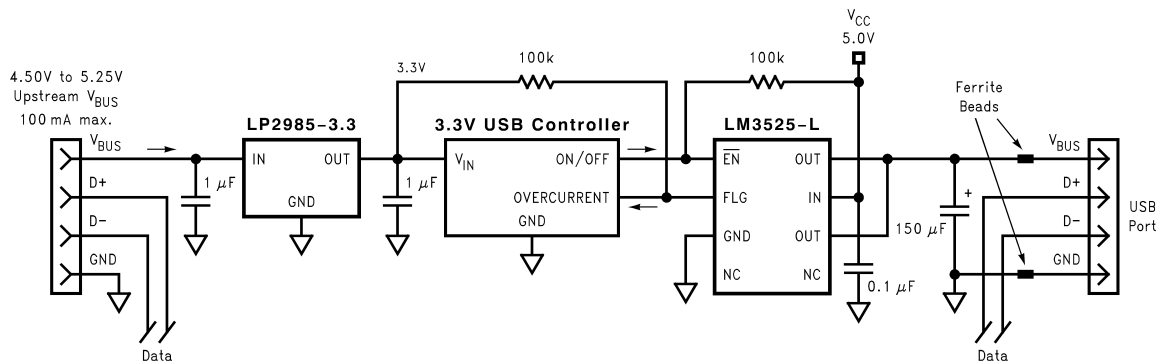 V_CC
5.0V
4.50V to 5.25V
Upstream V_BUS
100 mA max.
3.3V
100k
100k
Ferrite
Beads
LP2985-3.3
3.3V USB Controller
LM3525-L
V_BUS
D+
D-
GND
Data
IN
OUT
GND
1 μF
1 μF
V_IN
ON/OFF
OVERCURRENT
GND
E̅N̅
FLG
GND
NC
OUT
IN
OUT
NC
0.1 μF
150 μF
+
V_BUS
D+
D-
GND
USB
Port
Data